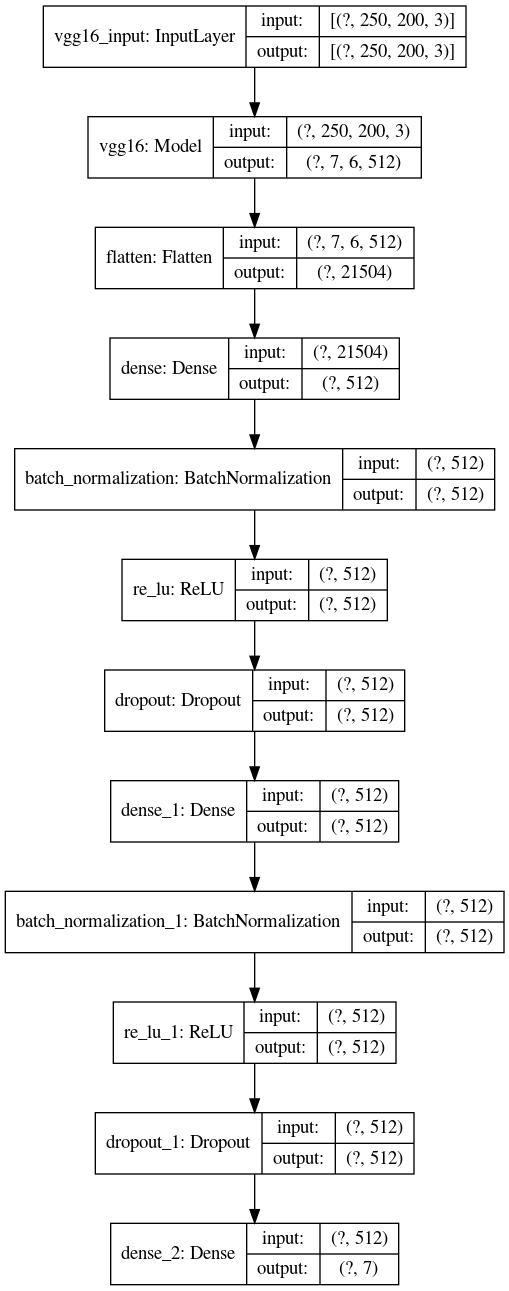 vgg16_input: InputLayer
input: [(?, 250, 200, 3)]
output: [(?, 250, 200, 3)]
vgg16: Model
input: (?, 250, 200, 3)
output: (?, 7, 6, 512)
flatten: Flatten
input: (?, 7, 6, 512)
output: (?, 21504)
dense: Dense
input: (?, 21504)
output: (?, 512)
batch_normalization: BatchNormalization
input: (?, 512)
output: (?, 512)
re_lu: ReLU
input: (?, 512)
output: (?, 512)
dropout: Dropout
input: (?, 512)
output: (?, 512)
dense_1: Dense
input: (?, 512)
output: (?, 512)
batch_normalization_1: BatchNormalization
input: (?, 512)
output: (?, 512)
re_lu_1: ReLU
input: (?, 512)
output: (?, 512)
dropout_1: Dropout
input: (?, 512)
output: (?, 512)
dense_2: Dense
input: (?, 512)
output: (?, 7)